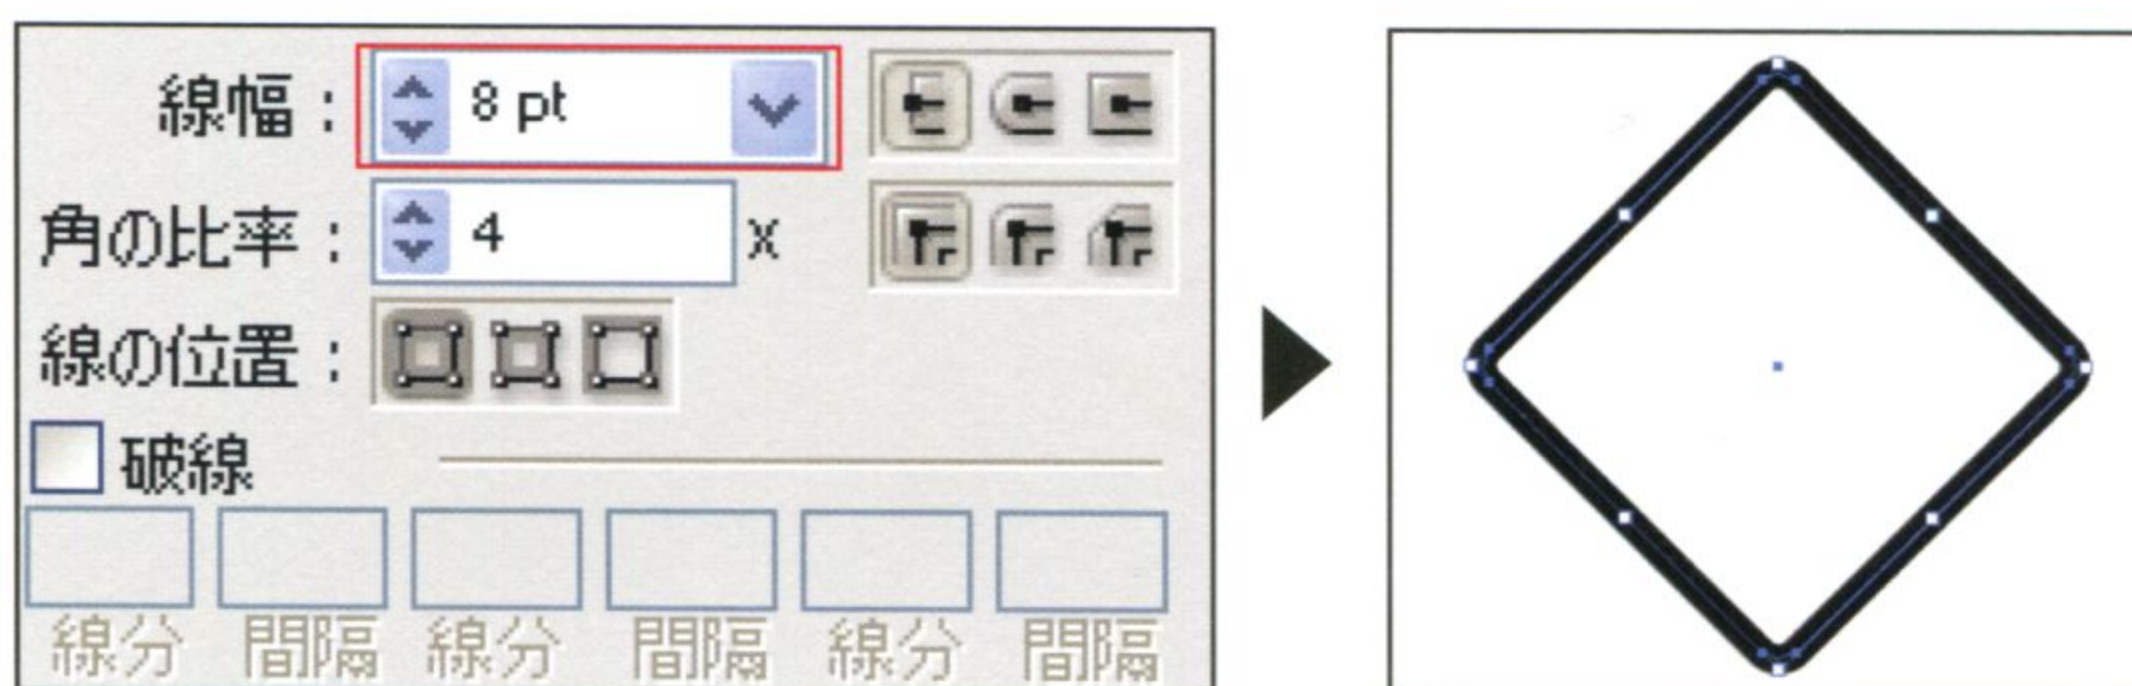 線幅： 8 pt
角の比率： 4 x
線の位置：
破線
線分 間隔 線分 間隔 線分 間隔